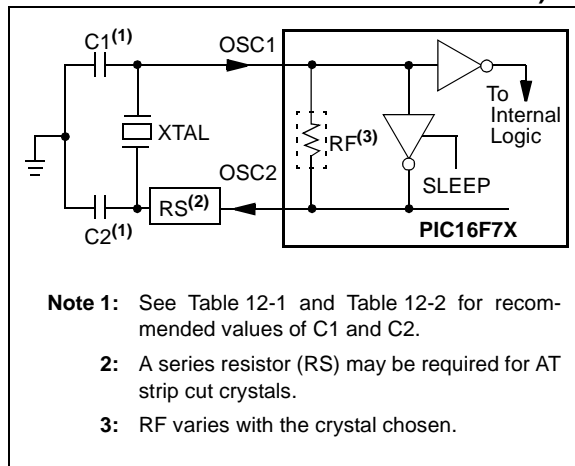 C1(1)
OSC1
To
Internal
Logic
XTAL
RF(3)
OSC2
SLEEP
RS(2)
C2(1)
PIC16F7X
Note 1: See Table 12-1 and Table 12-2 for recom-
mended values of C1 and C2.
2: A series resistor (RS) may be required for AT
strip cut crystals.
3: RF varies with the crystal chosen.